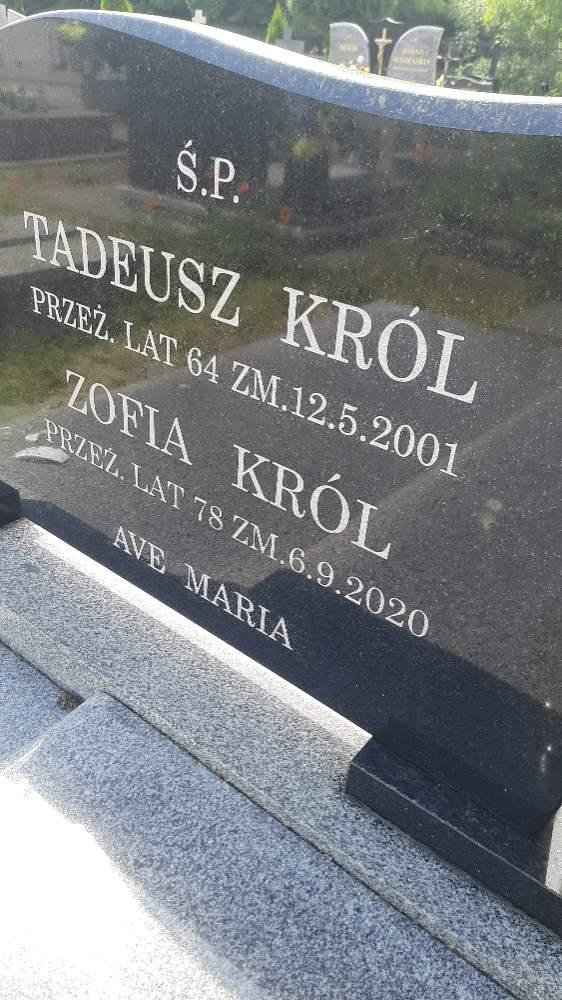 Ś.P.
TADEUSZ KRÓL
PRZEŻ. LAT 64 ZM.12.5.2001
ZOFIA KRÓL
PRZEŻ. LAT 78 ZM.6.9.2020
AVE MARIA